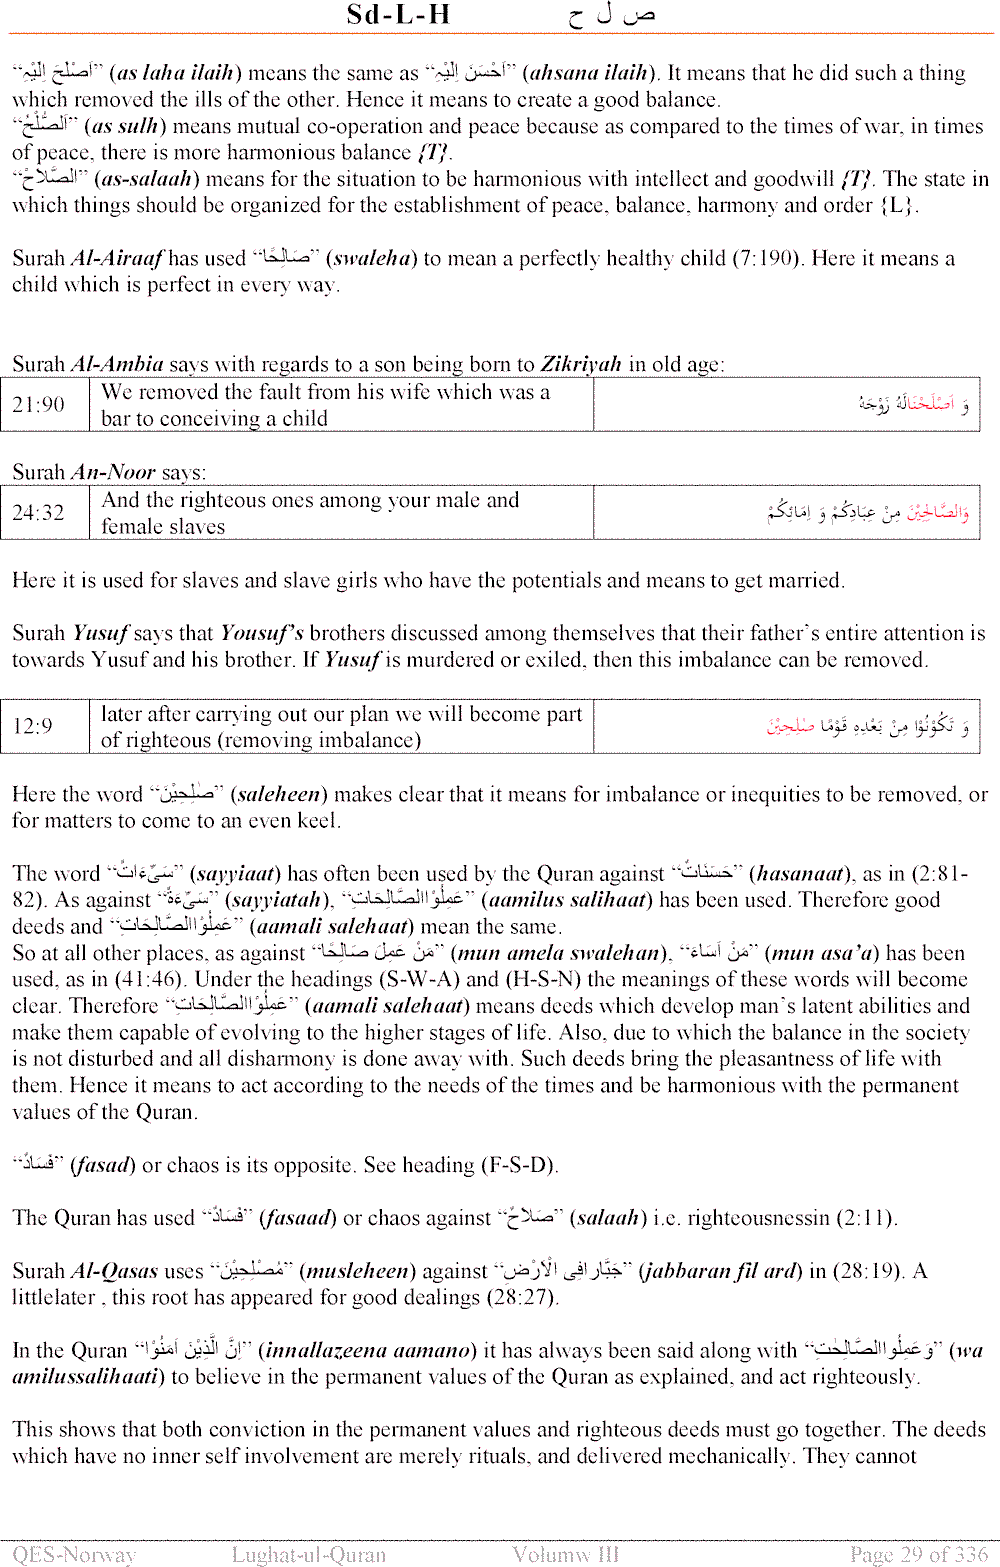 Sd-L-H ص ل ح
“اَصْلَحَ اِلَیْہِ” (as laha ilaih) means the same as “اَحْسَنَ اِلَیْہِ” (ahsana ilaih). It means that he did such a thing
which removed the ills of the other. Hence it means to create a good balance.
“اَلصُّلْحُ” (as sulh) means mutual co-operation and peace because as compared to the times of war, in times
of peace, there is more harmonious balance {T}.
“الصَّلاَحْ” (as-salaah) means for the situation to be harmonious with intellect and goodwill {T}. The state in
which things should be organized for the establishment of peace, balance, harmony and order {L}.
Surah Al-Airaaf has used “صَالِحًا” (swaleha) to mean a perfectly healthy child (7:190). Here it means a
child which is perfect in every way.
Surah Al-Ambia says with regards to a son being born to Zikriyah in old age:
21:90 We removed the fault from his wife which was a وَ اَصْلَحْنَالَهُ زَوْجَهُ
bar to conceiving a child
Surah An-Noor says:
24:32 And the righteous ones among your male and وَالصَّالِحِيْنَ مِنْ عِبَادِكُمْ وَ اِمَائِكُمْ
female slaves
Here it is used for slaves and slave girls who have the potentials and means to get married.
Surah Yusuf says that Yousuf’s brothers discussed among themselves that their father’s entire attention is
towards Yusuf and his brother. If Yusuf is murdered or exiled, then this imbalance can be removed.
12:9 later after carrying out our plan we will become part وَ تَكُوْنُوْا مِنْ بَعْدِهِ قَوْمًا صٰلِحِيْنَ
of righteous (removing imbalance)
Here the word “صٰلِحِیْنَ” (saleheen) makes clear that it means for imbalance or inequities to be removed, or
for matters to come to an even keel.
The word “سَیِّءَاتٌ” (sayyiaat) has often been used by the Quran against “حَسَنَاتٌ” (hasanaat), as in (2:81-
82). As against “سَیِّءَۃٌ” (sayyiatah), “عَمِلُوْاالصَّالِحَاتِ” (aamilus salihaat) has been used. Therefore good
deeds and “عَمِلُوْاالصَّالِحَاتِ” (aamali salehaat) mean the same.
So at all other places, as against “مَنْ عَمِلَ صَالِحًا” (mun amela swalehan), “مَنْ اَسَاءَ” (mun asa’a) has been
used, as in (41:46). Under the headings (S-W-A) and (H-S-N) the meanings of these words will become
clear. Therefore “عَمِلُوْاالصَّالِحَاتِ” (aamali salehaat) means deeds which develop man’s latent abilities and
make them capable of evolving to the higher stages of life. Also, due to which the balance in the society
is not disturbed and all disharmony is done away with. Such deeds bring the pleasantness of life with
them. Hence it means to act according to the needs of the times and be harmonious with the permanent
values of the Quran.
“فَسَادٌ” (fasad) or chaos is its opposite. See heading (F-S-D).
The Quran has used “فَسَادٌ” (fasaad) or chaos against “صَلاَحٌ” (salaah) i.e. righteousnessin (2:11).
Surah Al-Qasas uses “مُصْلِحِیْنَ” (musleheen) against “جَبَّارافِی الْاَرْضِ” (jabbaran fil ard) in (28:19). A
littlelater , this root has appeared for good dealings (28:27).
In the Quran “اِنَّ الَّذِیْنَ اٰمَنُوْا” (innallazeena aamano) it has always been said along with “وَعَمِلُواالصَّالِحٰتِ” (wa
amilussalihaati) to believe in the permanent values of the Quran as explained, and act righteously.
This shows that both conviction in the permanent values and righteous deeds must go together. The deeds
which have no inner self involvement are merely rituals, and delivered mechanically. They cannot
QES-Norway Lughat-ul-Quran Volumw III Page 29 of 336